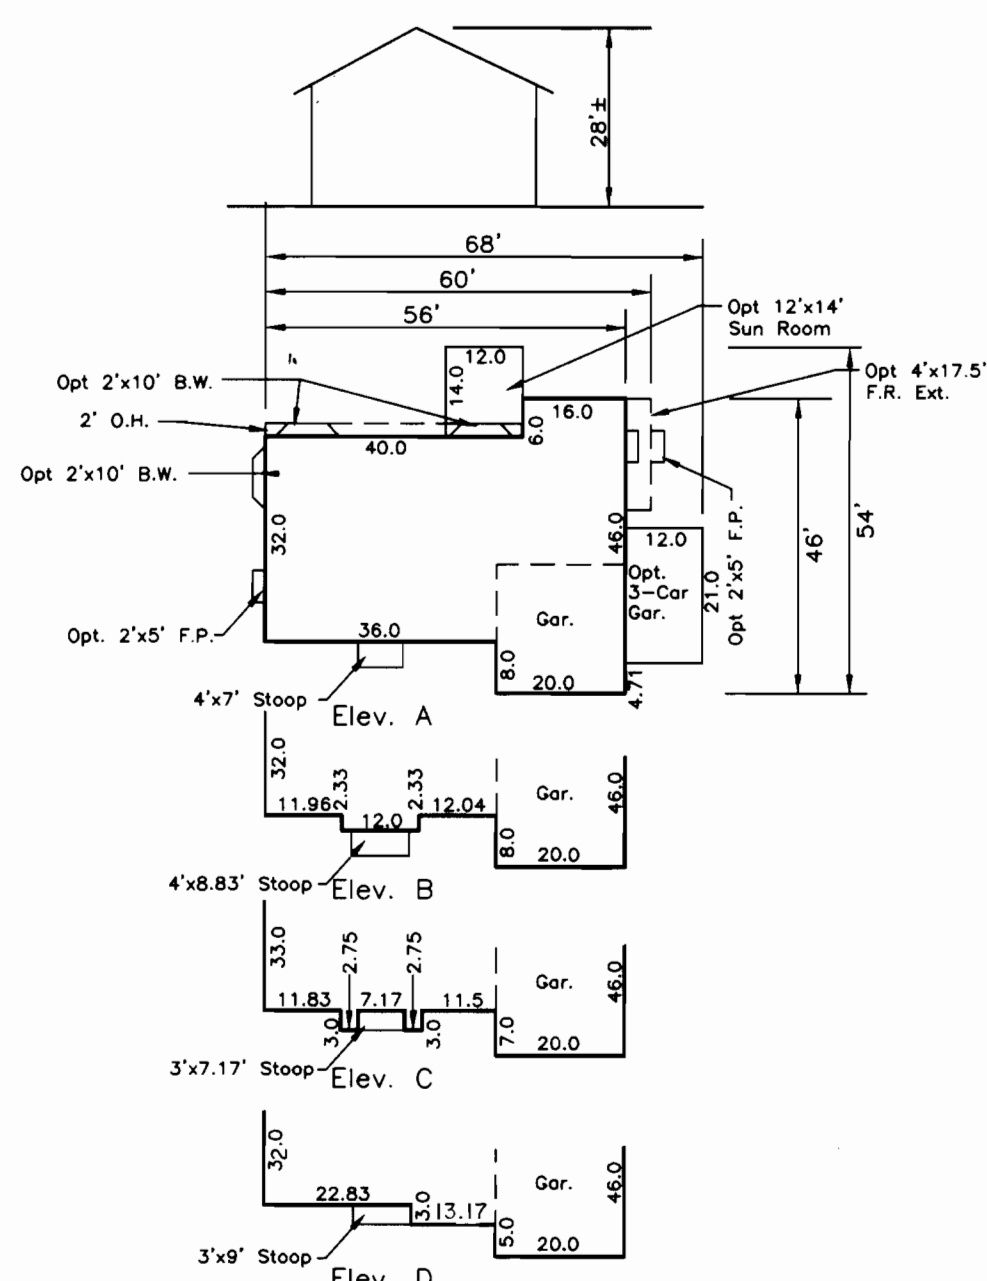 28'±
68'
60'
56'
Opt 12'x14'
Sun Room
12.0
14.0
Opt 2'x10' B.W.
Opt 4'x17.5'
F.R. Ext.
2' O.H.
16.0
6.0
40.0
Opt 2'x10' B.W.
32.0
46.0
12.0
46'
54'
Opt.
3-Car
Gar.
21.0
Opt 2'x5' F.P.
Gar.
Opt. 2'x5' F.P.
36.0
8.0
20.0
4.71
4'x7' Stoop
Elev. A
32.0
11.96
2.33
12.0
2.33
12.04
Gar.
46.0
8.0
20.0
4'x8.83' Stoop
Elev. B
33.0
2.75
2.75
11.83
7.17
11.5
Gar.
46.0
3.0
3.0
7.0
20.0
3'x7.17' Stoop
Elev. C
32.0
22.83
3.0
13.17
Gar.
46.0
5.0
20.0
3'x9' Stoop
Elev. D